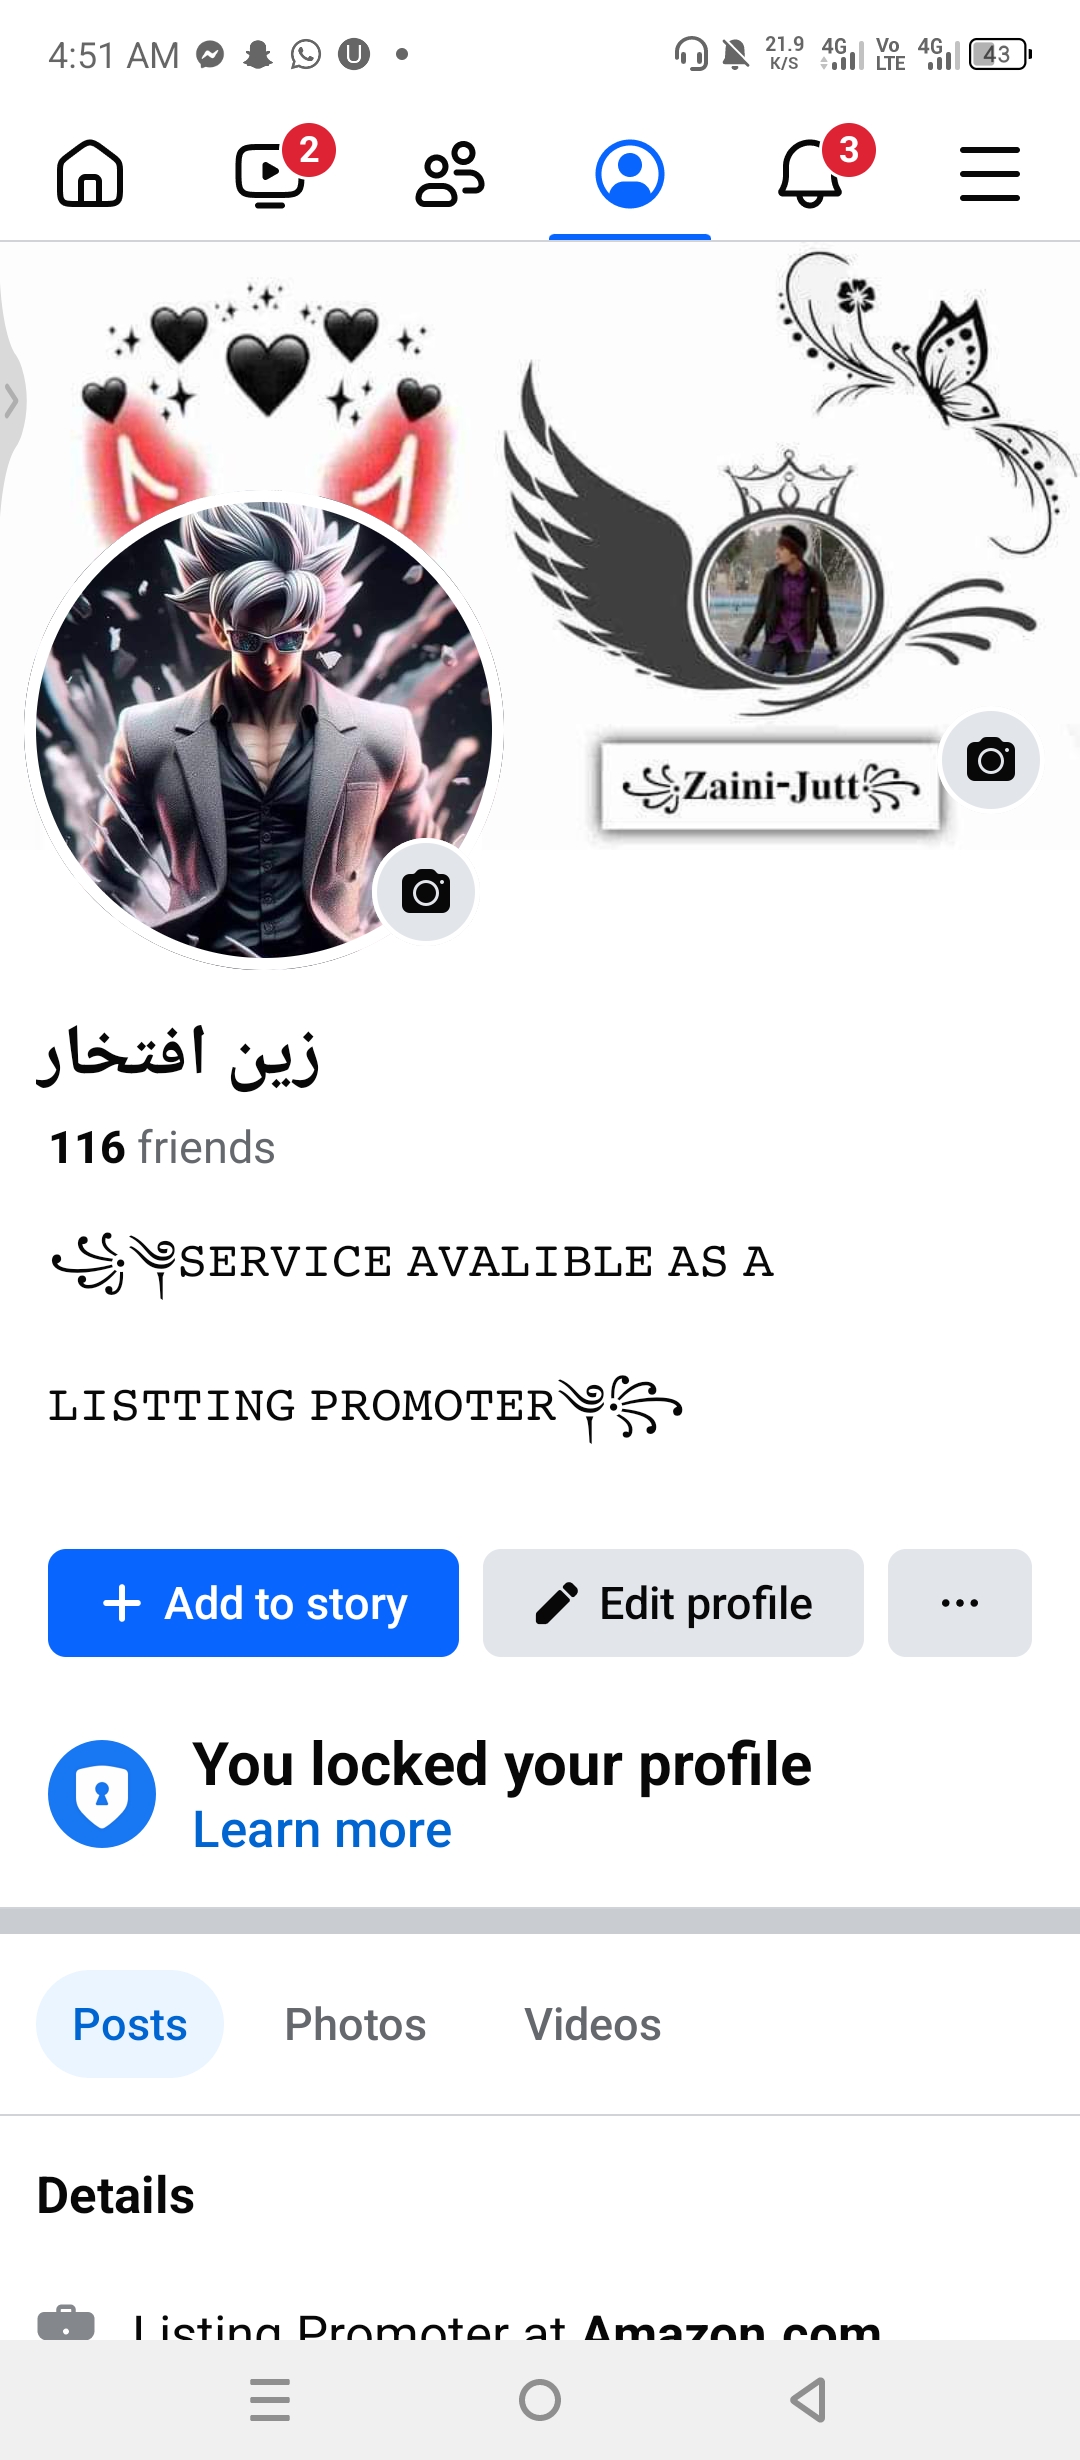 4:51 AM
21.9 K/S 4G Vo LTE 4G 43
2
3
Zaini-Jutt
زين افتخار
116 friends
꧁༒SERVICE AVALIBLE AS A
LISTTING PROMOTER༒꧂
+ Add to story
Edit profile
...
You locked your profile
Learn more
Posts Photos Videos
Details
Listing Promoter at Amazon.com